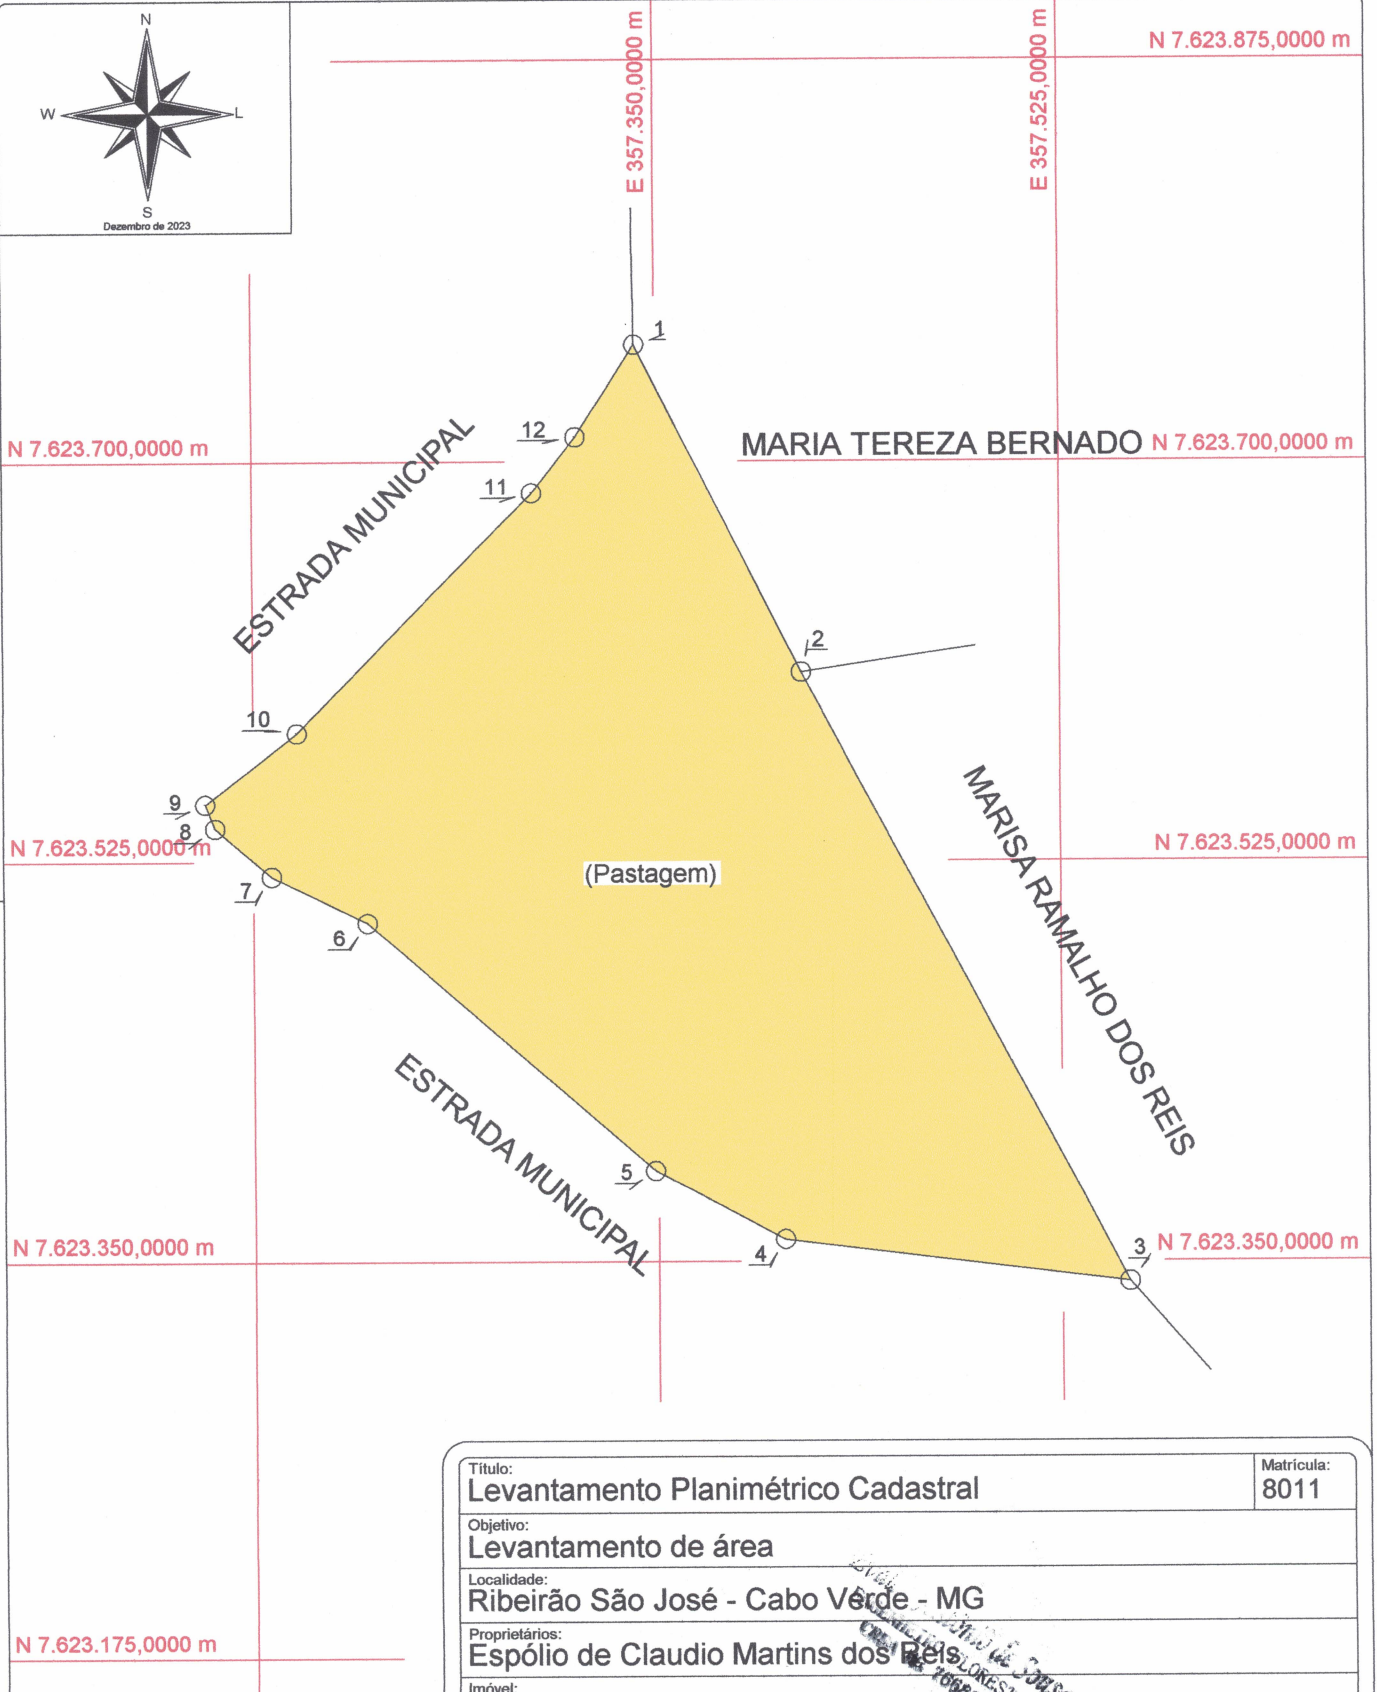 N
W
L
S
Dezembro de 2023
E 357.350,0000 m
E 357.525,0000 m
N 7.623.875,0000 m
1
12
N 7.623.700,0000 m
MARIA TEREZA BERNADO N 7.623.700,0000 m
ESTRADA MUNICIPAL
11
2
10
9
8
N 7.623.525,0000 m
N 7.623.525,0000 m
MARISA RAMALHO DOS REIS
(Pastagem)
7
6
ESTRADA MUNICIPAL
5
4
3
N 7.623.350,0000 m
N 7.623.350,0000 m
Título:
Levantamento Planimétrico Cadastral
Matrícula:
8011
Objetivo:
Levantamento de área
Localidade:
Ribeirão São José - Cabo Verde - MG
Proprietários:
Espólio de Claudio Martins dos Reis
N 7.623.175,0000 m
Imóvel: